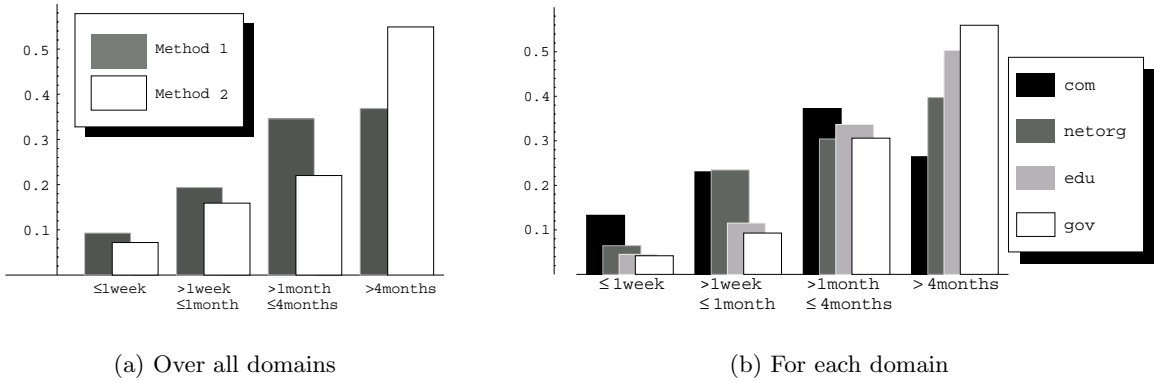 0.5
0.4
0.3
0.2
0.1
Method 1
Method 2
≤1week
>1week
≤1month
>1month
≤4months
>4months
(a) Over all domains
0.5
0.4
0.3
0.2
0.1
com
netorg
edu
gov
≤ 1week
>1week
≤ 1month
>1month
≤ 4months
> 4months
(b) For each domain